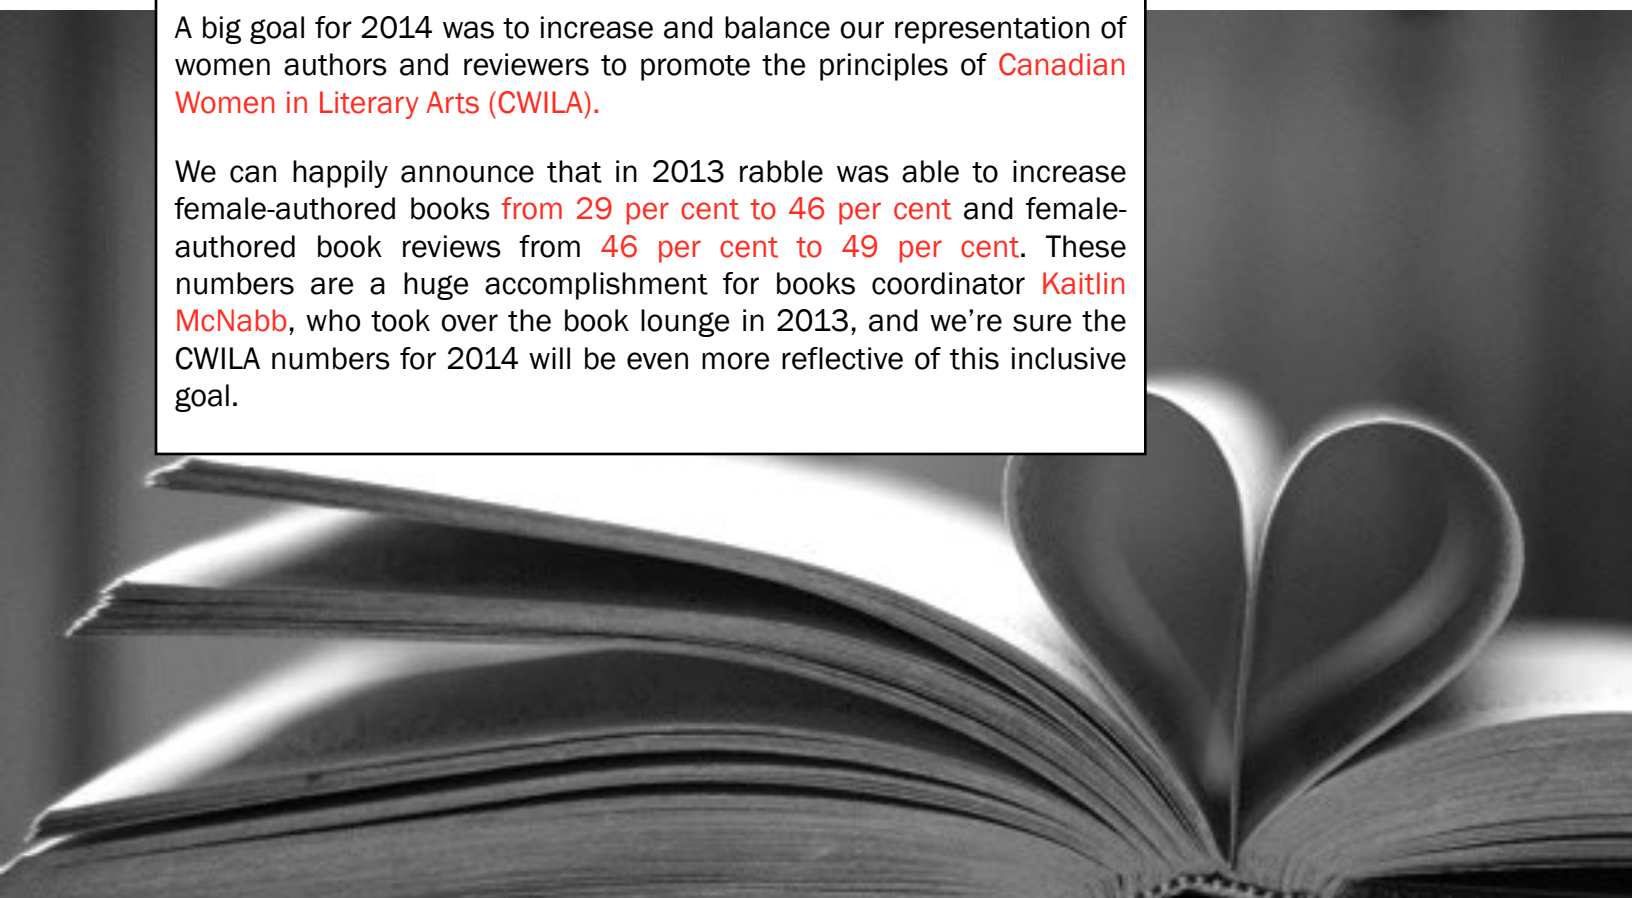 A big goal for 2014 was to increase and balance our representation of
women authors and reviewers to promote the principles of Canadian
Women in Literary Arts (CWILA).
We can happily announce that in 2013 rabble was able to increase
female-authored books from 29 per cent to 46 per cent and female-
authored book reviews from 46 per cent to 49 per cent. These
numbers are a huge accomplishment for books coordinator Kaitlin
McNabb, who took over the book lounge in 2013, and we’re sure the
CWILA numbers for 2014 will be even more reflective of this inclusive
goal.